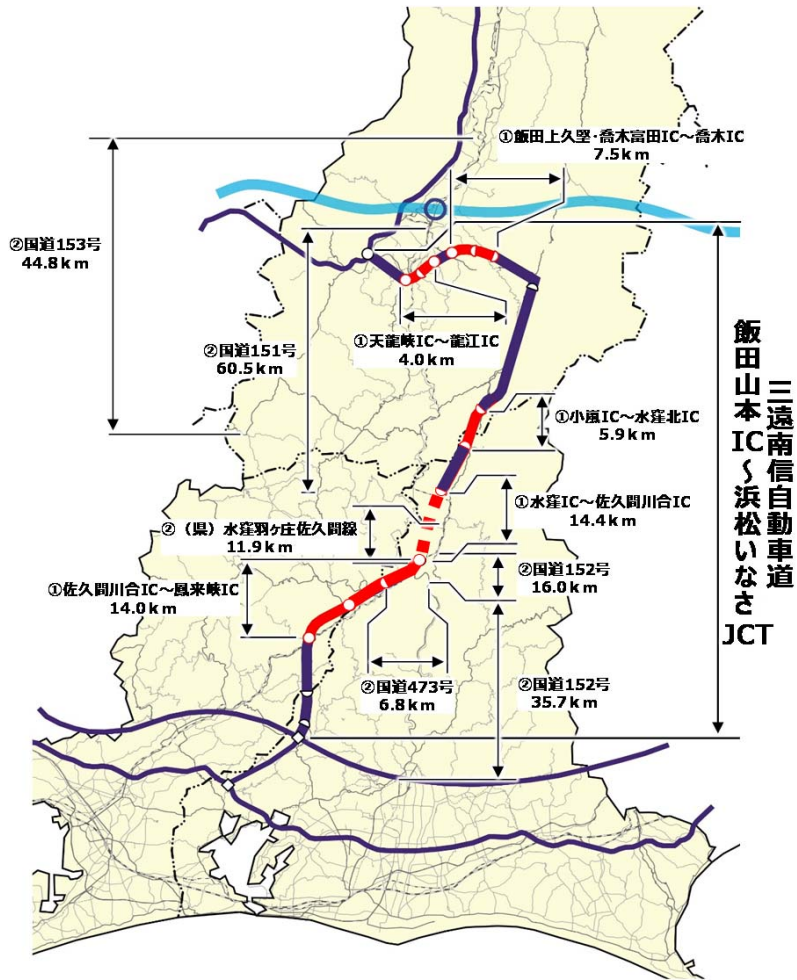 ①飯田上久堅・喬木富田IC～喬木IC
7.5km
②国道153号
44.8km
②国道151号
60.5km
①天龍峡IC～龍江IC
4.0km
①小嵐IC～水窪北IC
5.9km
①水窪IC～佐久間川合IC
14.4km
②（県）水窪羽ケ庄佐久間線
11.9km
②国道152号
16.0km
①佐久間川合IC～鳳来峡IC
14.0km
②国道473号
6.8km
②国道152号
35.7km
三遠南信自動車道
飯田山本IC～浜松いなさJCT